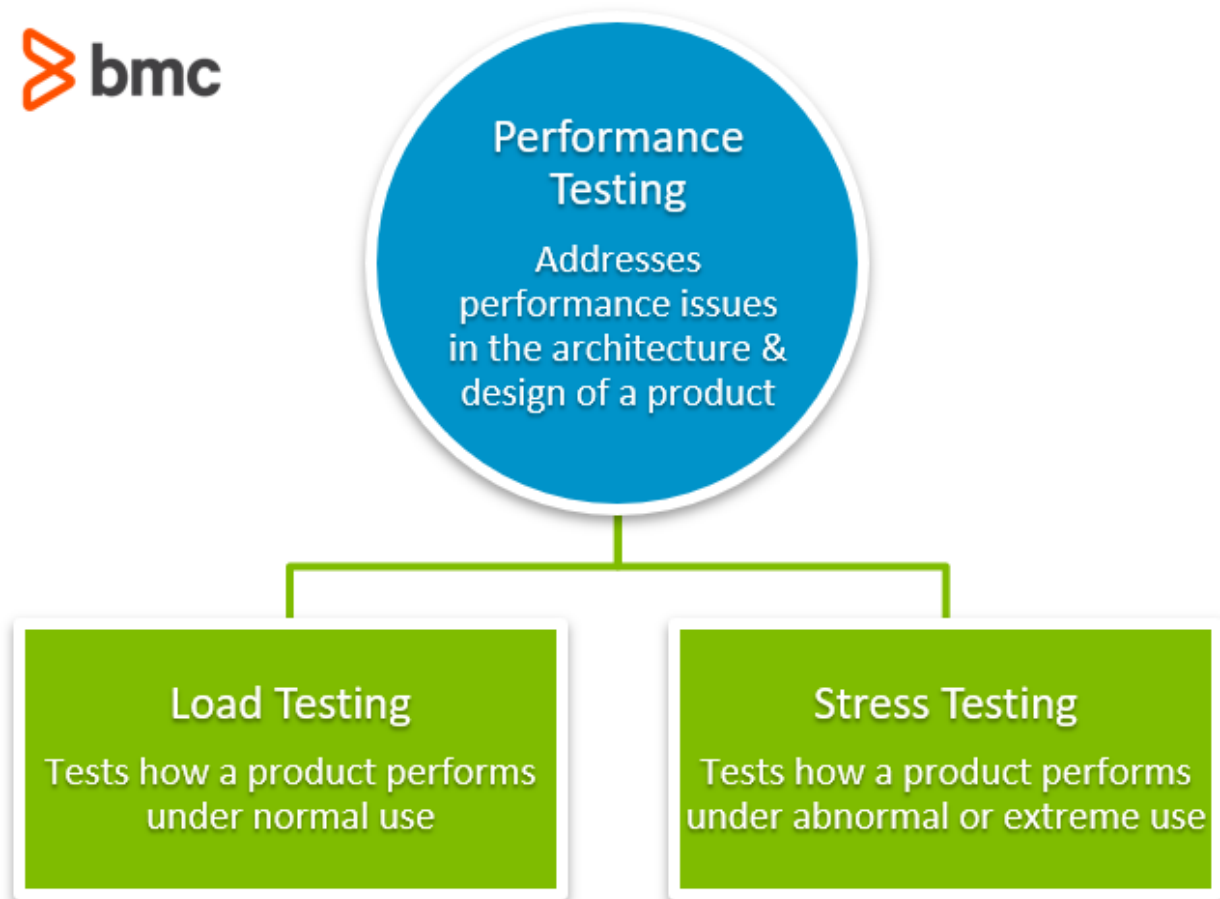 bmc
Performance
Testing
Addresses
performance issues
in the architecture &
design of a product
Load Testing
Tests how a product performs
under normal use
Stress Testing
Tests how a product performs
under abnormal or extreme use